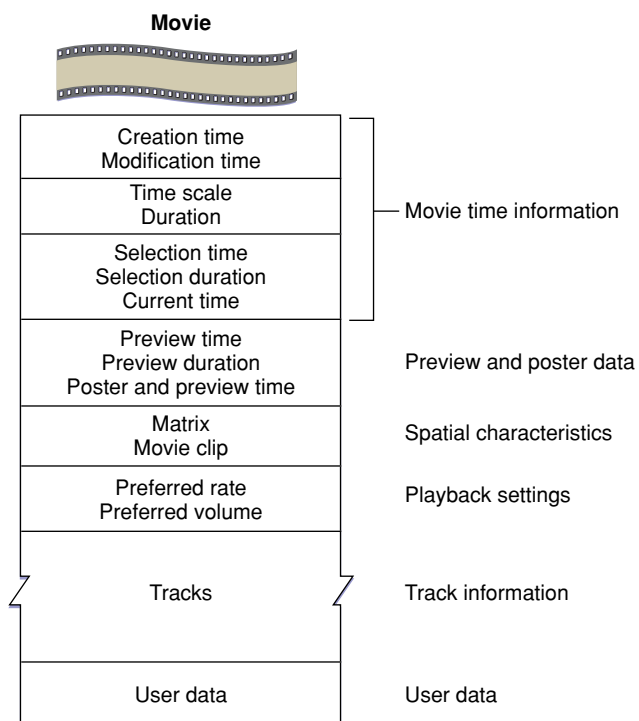 Movie
Creation time
Modification time
Time scale
Duration
Movie time information
Selection time
Selection duration
Current time
Preview time
Preview duration
Poster and preview time
Preview and poster data
Matrix
Movie clip
Spatial characteristics
Preferred rate
Preferred volume
Playback settings
Tracks
Track information
User data
User data